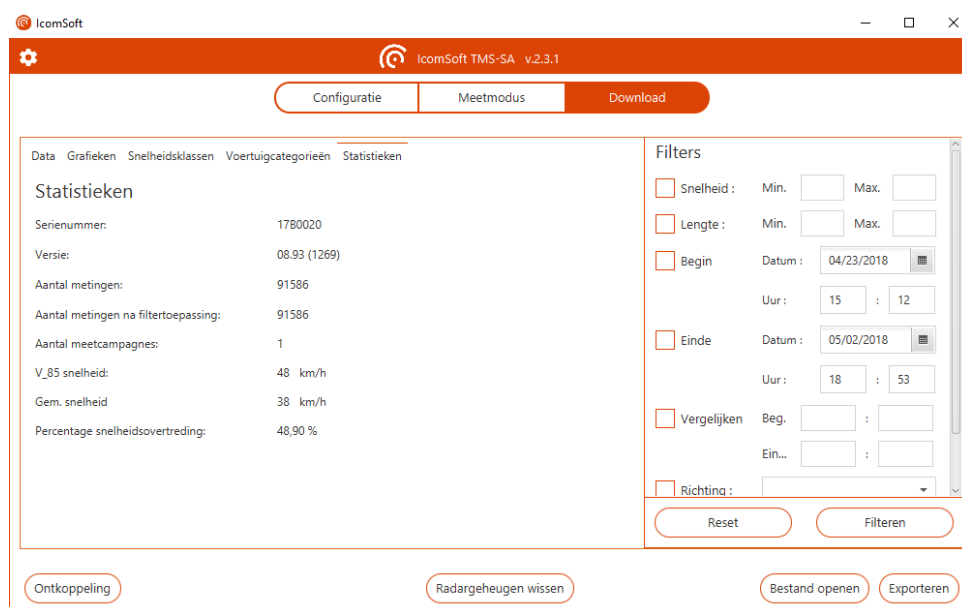 IcomSoft
IcomSoft TMS-SA v.2.3.1
Configuratie Meetmodus Download
Data Grafieken Snelheidsklassen Voertuigcategorieën Statistieken
Statistieken
Serienummer: 17B0020
Versie: 08.93 (1269)
Aantal metingen: 91586
Aantal metingen na filtertoepassing: 91586
Aantal meetcampagnes: 1
V_85 snelheid: 48 km/h
Gem. snelheid 38 km/h
Percentage snelheidsovertreding: 48,90 %
Filters
Snelheid : Min. Max.
Lengte : Min. Max.
Begin Datum : 04/23/2018
Uur : 15 : 12
Einde Datum : 05/02/2018
Uur : 18 : 53
Vergelijken Beg. :
Ein... :
Richting :
Reset Filteren
Ontkoppeling Radargeheugen wissen Bestand openen Exporteren